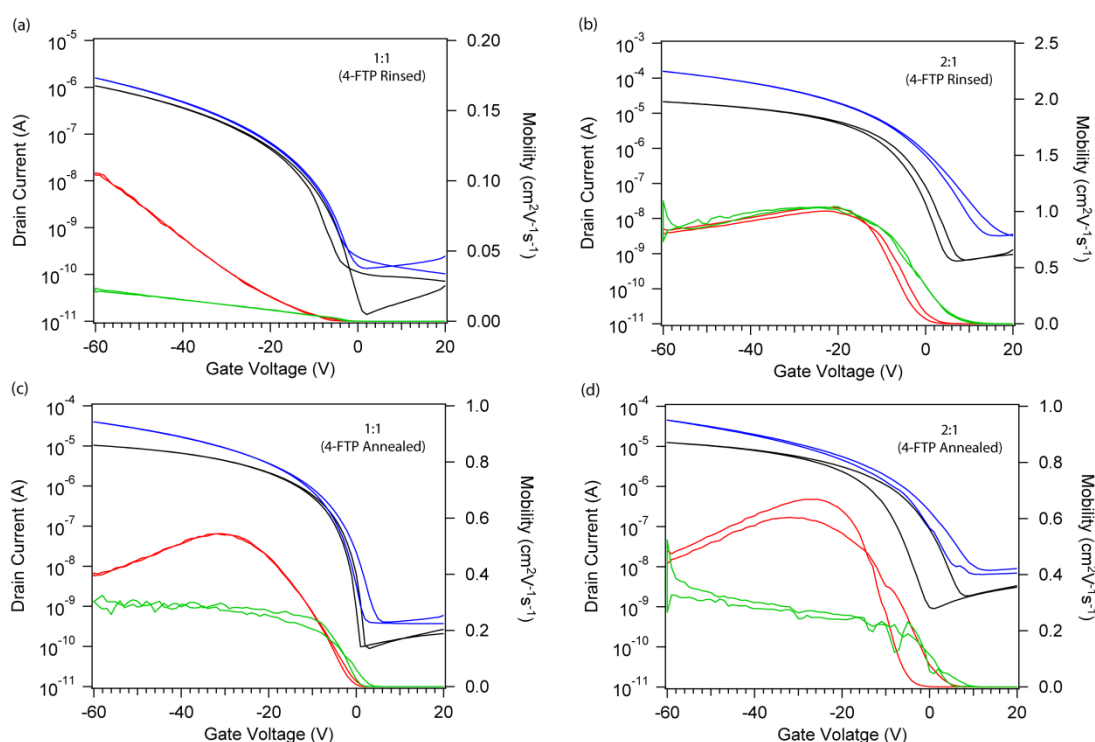 (a)
1:1
(4-FTP Rinsed)
10⁻⁵
10⁻⁶
10⁻⁷
10⁻⁸
10⁻⁹
10⁻¹⁰
10⁻¹¹
Drain Current (A)
0.20
0.15
0.10
0.05
0.00
Mobility (cm²V⁻¹s⁻¹)
-60 -40 -20 0 20
Gate Voltage (V)
(b)
2:1
(4-FTP Rinsed)
10⁻³
10⁻⁴
10⁻⁵
10⁻⁶
10⁻⁷
10⁻⁸
10⁻⁹
10⁻¹⁰
10⁻¹¹
Drain Current (A)
2.5
2.0
1.5
1.0
0.5
0.0
Mobility (cm²V⁻¹s⁻¹)
-60 -40 -20 0 20
Gate Voltage (V)
(c)
1:1
(4-FTP Annealed)
10⁻⁴
10⁻⁵
10⁻⁶
10⁻⁷
10⁻⁸
10⁻⁹
10⁻¹⁰
10⁻¹¹
Drain Current (A)
1.0
0.8
0.6
0.4
0.2
0.0
Mobility (cm²V⁻¹s⁻¹)
-60 -40 -20 0 20
Gate Voltage (V)
(d)
2:1
(4-FTP Annealed)
10⁻⁴
10⁻⁵
10⁻⁶
10⁻⁷
10⁻⁸
10⁻⁹
10⁻¹⁰
10⁻¹¹
Drain Current (A)
1.0
0.8
0.6
0.4
0.2
0.0
Mobility (cm²V⁻¹s⁻¹)
-60 -40 -20 0 20
Gate Voltage (V)